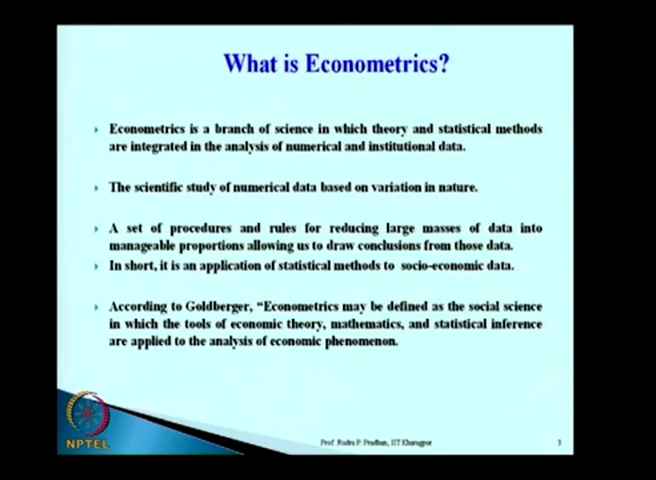 What is Econometrics?
Econometrics is a branch of science in which theory and statistical methods
are integrated in the analysis of numerical and institutional data.
The scientific study of numerical data based on variation in nature.
A set of procedures and rules for reducing large masses of data into
manageable proportions allowing us to draw conclusions from those data.
In short, it is an application of statistical methods to socio-economic data.
According to Goldberger, "Econometrics may be defined as the social science
in which the tools of economic theory, mathematics, and statistical inference
are applied to the analysis of economic phenomenon.
NPTEL
Prof Rudra P. Pradhan, IIT Kharagpur
3